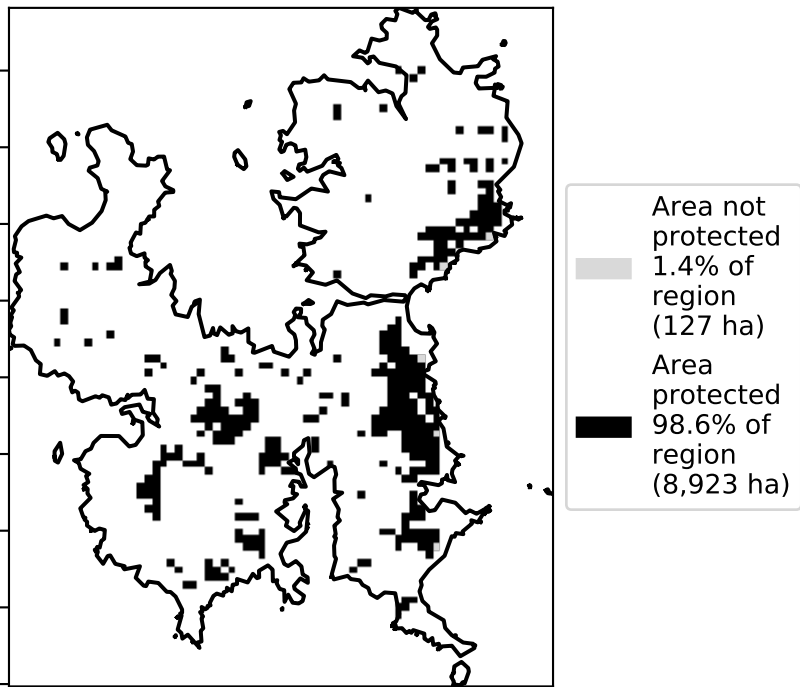 Area not
protected
1.4% of
region
(127 ha)
Area
protected
98.6% of
region
(8,923 ha)